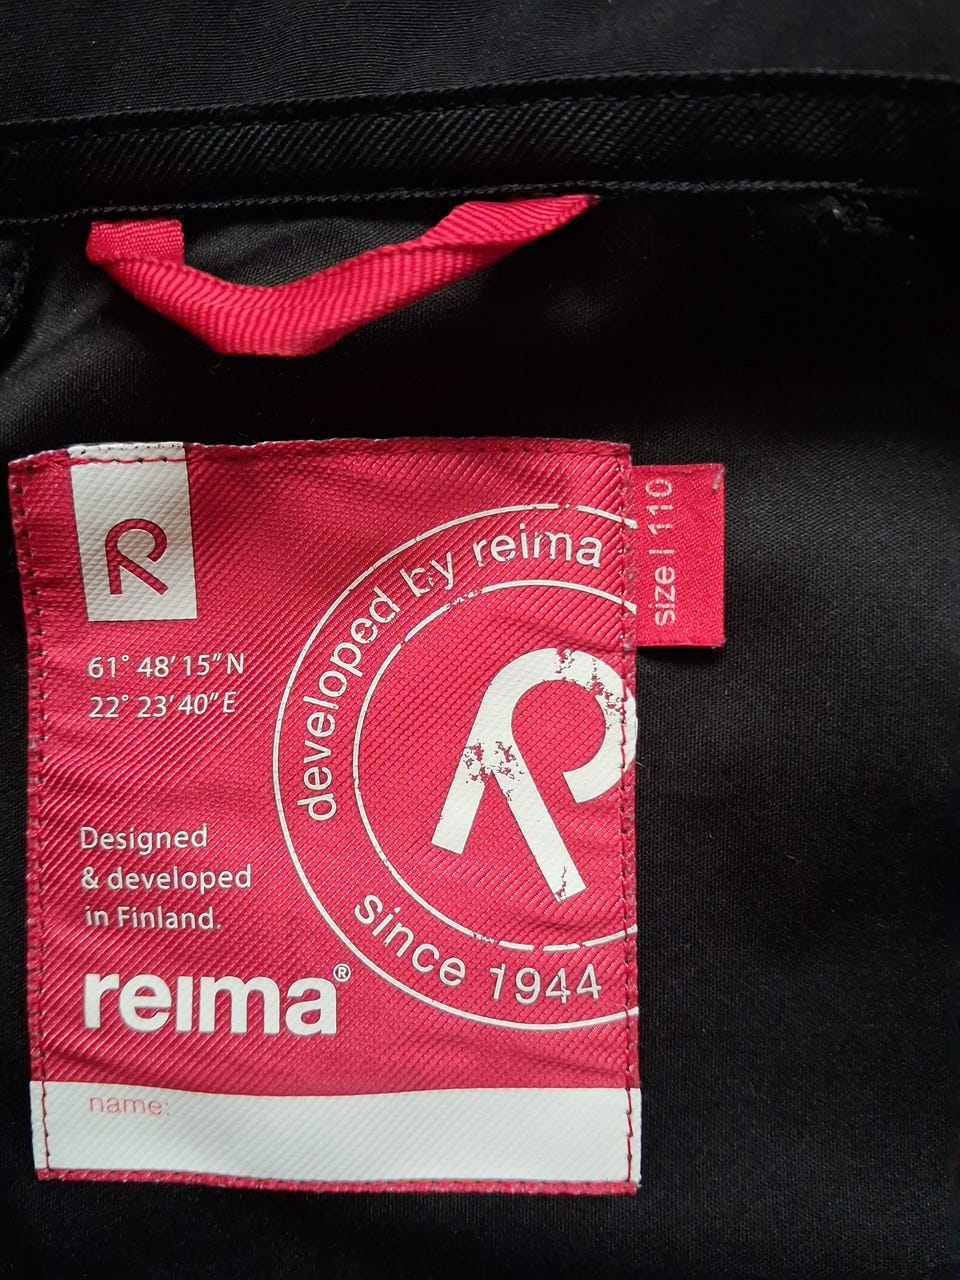 R
61° 48′ 15″ N
22° 23′ 40″ E
Designed
& developed
in Finland.
reima®
developed by reima
R
since 1944
name:
size | 110